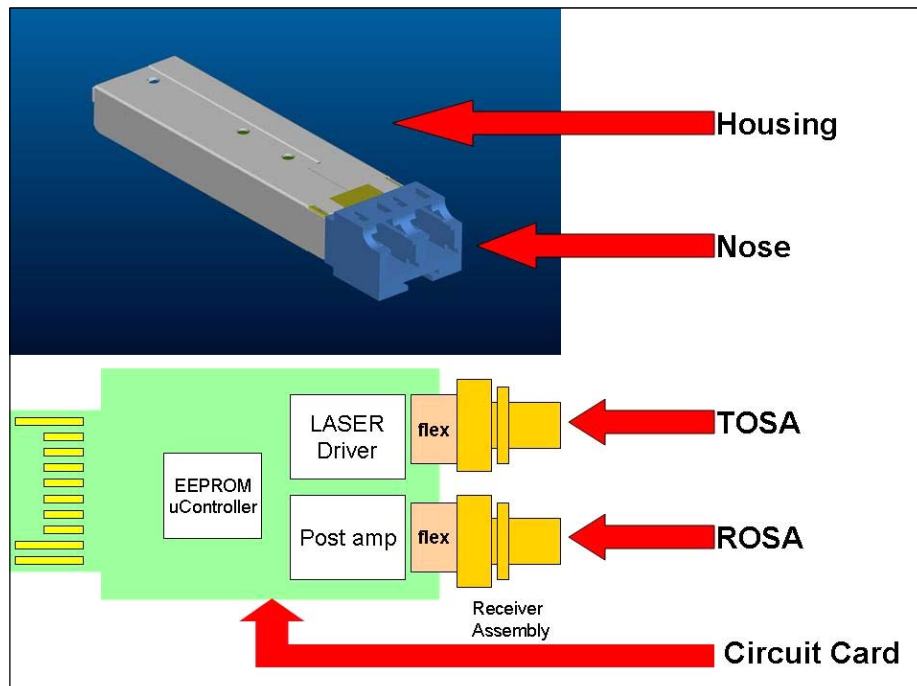 Housing
Nose
LASER
Driver
flex
TOSA
EEPROM
uController
Post amp
flex
ROSA
Receiver
Assembly
Circuit Card